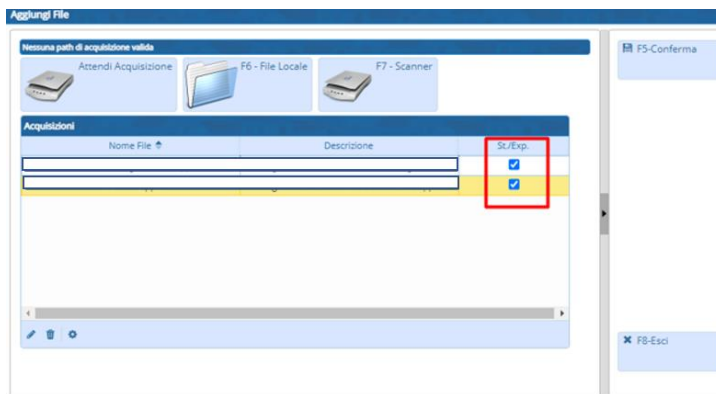 Aggiungi File
Nessuna path di acquisizione valida
Attendi Acquisizione
F6 - File Locale
F7 - Scanner
F5-Conferma
Acquisizioni
Nome File
Descrizione
St./Exp.
F8-Esci